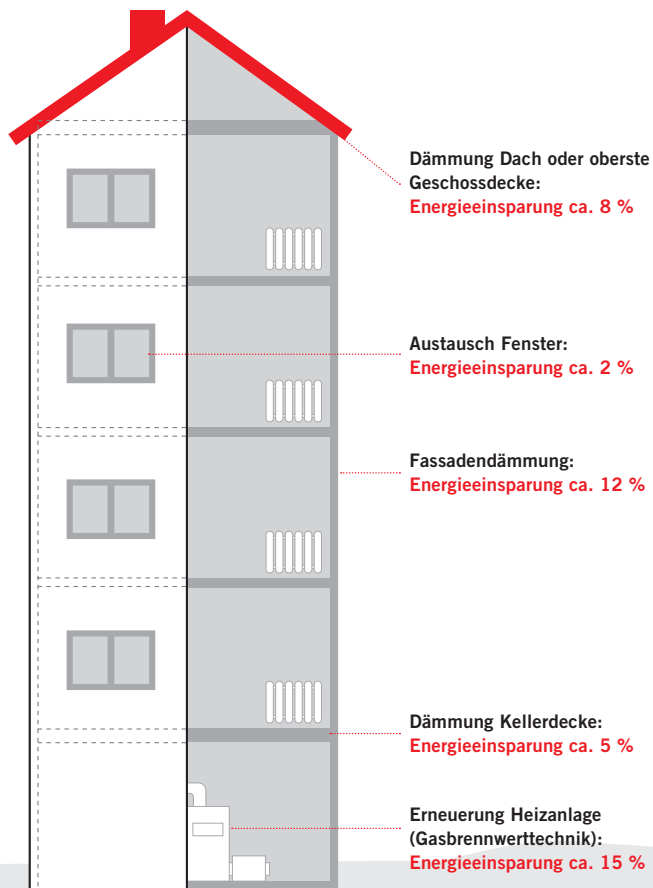 Dämmung Dach oder oberste
Geschossdecke:
Energieeinsparung ca. 8 %
Austausch Fenster:
Energieeinsparung ca. 2 %
Fassadendämmung:
Energieeinsparung ca. 12 %
Dämmung Kellerdecke:
Energieeinsparung ca. 5 %
Erneuerung Heizanlage
(Gasbrennwerttechnik):
Energieeinsparung ca. 15 %